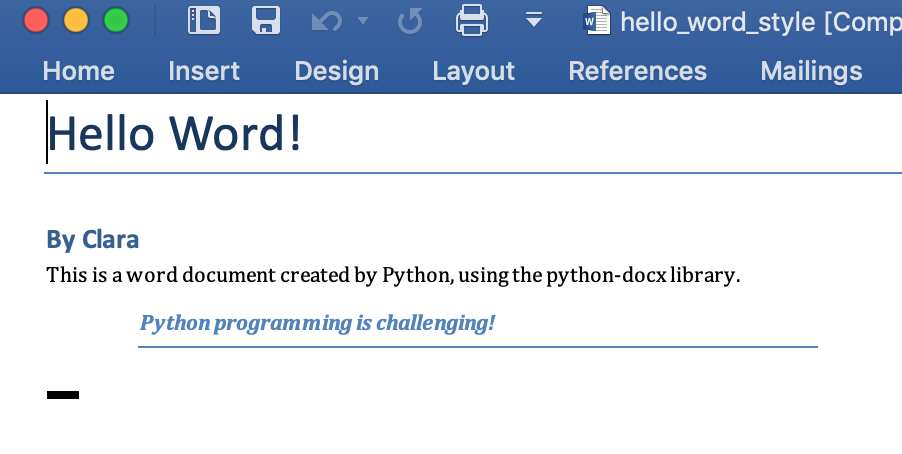 hello_word_style [Comp
Home Insert Design Layout References Mailings
Hello Word!
By Clara
This is a word document created by Python, using the python-docx library.
Python programming is challenging!